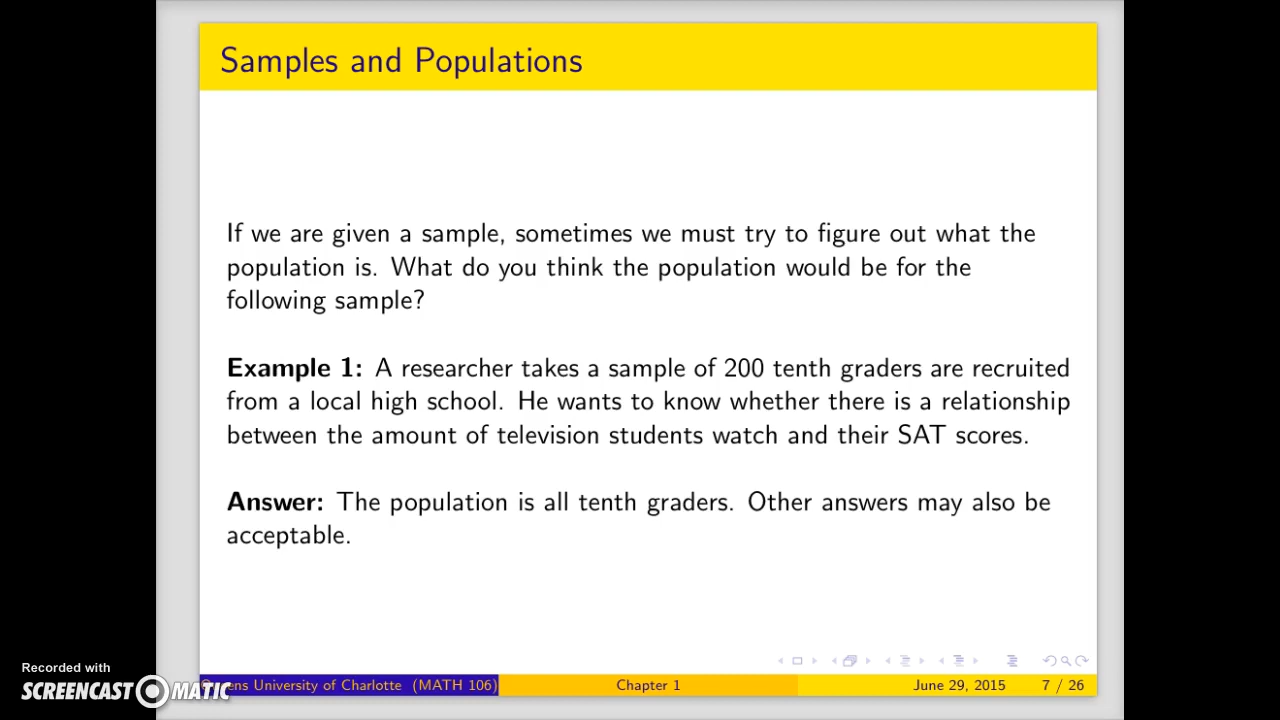 Samples and Populations
If we are given a sample, sometimes we must try to figure out what the
population is. What do you think the population would be for the
following sample?
Example 1: A researcher takes a sample of 200 tenth graders are recruited
from a local high school. He wants to know whether there is a relationship
between the amount of television students watch and their SAT scores.
Answer: The population is all tenth graders. Other answers may also be
acceptable.
Recorded with
SCREENCAST MATIC
University of Charlotte (MATH 106) Chapter 1 June 29, 2015 7 / 26